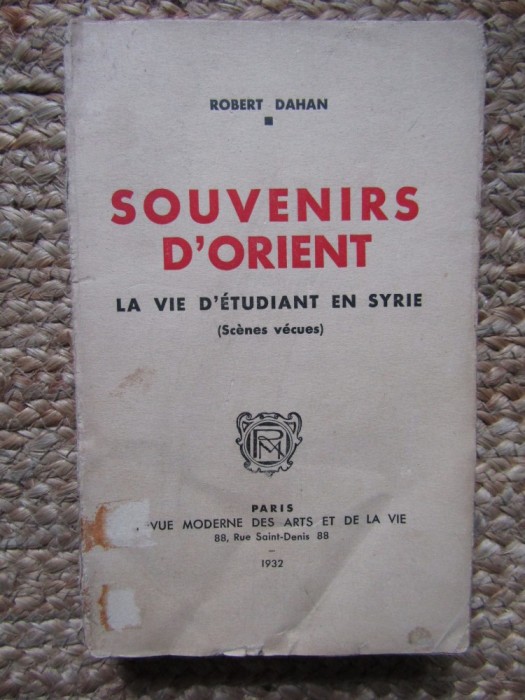 ROBERT DAHAN
SOUVENIRS
D'ORIENT
LA VIE D'ÉTUDIANT EN SYRIE
(Scènes vécues)
PARIS
VUE MODERNE DES ARTS ET DE LA VIE
88, Rue Saint-Denis 88
1932